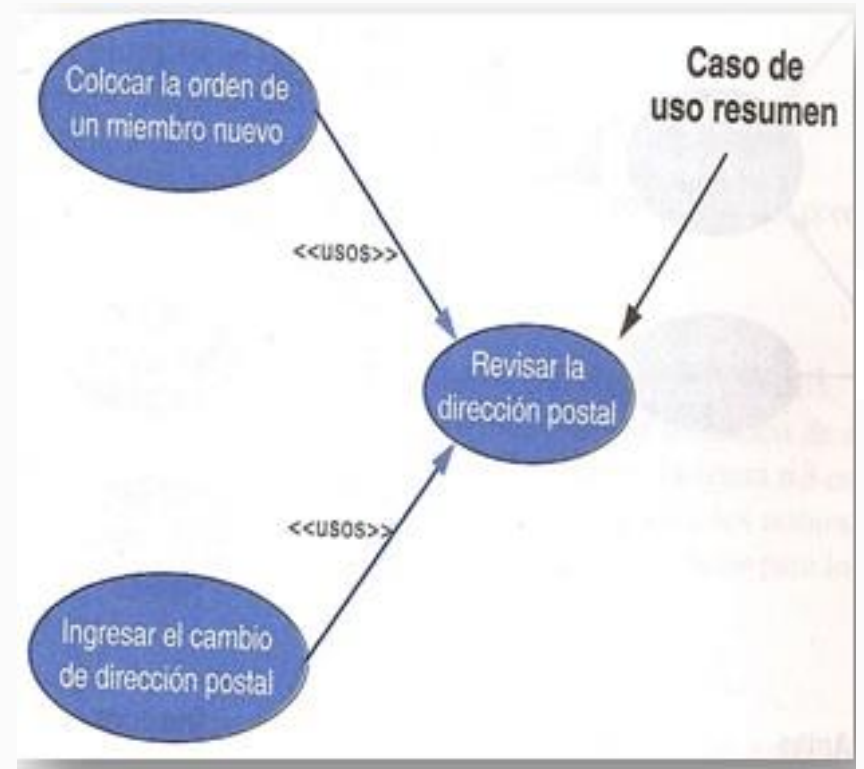 Colocar la orden de
un miembro nuevo
Caso de
uso resumen
<<usos>>
Revisar la
dirección postal
<<usos>>
Ingresar el cambio
de dirección postal